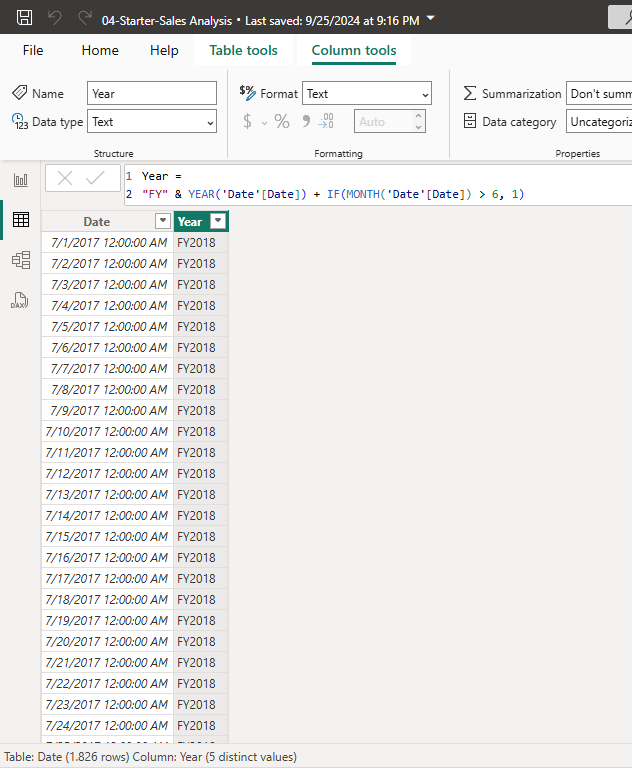 04-Starter-Sales Analysis • Last saved: 9/25/2024 at 9:16 PM
File Home Help Table tools Column tools
Name Year
Data type Text
Structure
$% Format Text
$ % 9 .00 →.0 Auto
Formatting
Summarization Don't summ
Data category Uncategoriz
Properties
1 Year =
2 "FY" & YEAR('Date'[Date]) + IF(MONTH('Date'[Date]) > 6, 1)
Date Year
7/1/2017 12:00:00 AM FY2018
7/2/2017 12:00:00 AM FY2018
7/3/2017 12:00:00 AM FY2018
7/4/2017 12:00:00 AM FY2018
7/5/2017 12:00:00 AM FY2018
7/6/2017 12:00:00 AM FY2018
7/7/2017 12:00:00 AM FY2018
7/8/2017 12:00:00 AM FY2018
7/9/2017 12:00:00 AM FY2018
7/10/2017 12:00:00 AM FY2018
7/11/2017 12:00:00 AM FY2018
7/12/2017 12:00:00 AM FY2018
7/13/2017 12:00:00 AM FY2018
7/14/2017 12:00:00 AM FY2018
7/15/2017 12:00:00 AM FY2018
7/16/2017 12:00:00 AM FY2018
7/17/2017 12:00:00 AM FY2018
7/18/2017 12:00:00 AM FY2018
7/19/2017 12:00:00 AM FY2018
7/20/2017 12:00:00 AM FY2018
7/21/2017 12:00:00 AM FY2018
7/22/2017 12:00:00 AM FY2018
7/23/2017 12:00:00 AM FY2018
7/24/2017 12:00:00 AM FY2018
Table: Date (1.826 rows) Column: Year (5 distinct values)